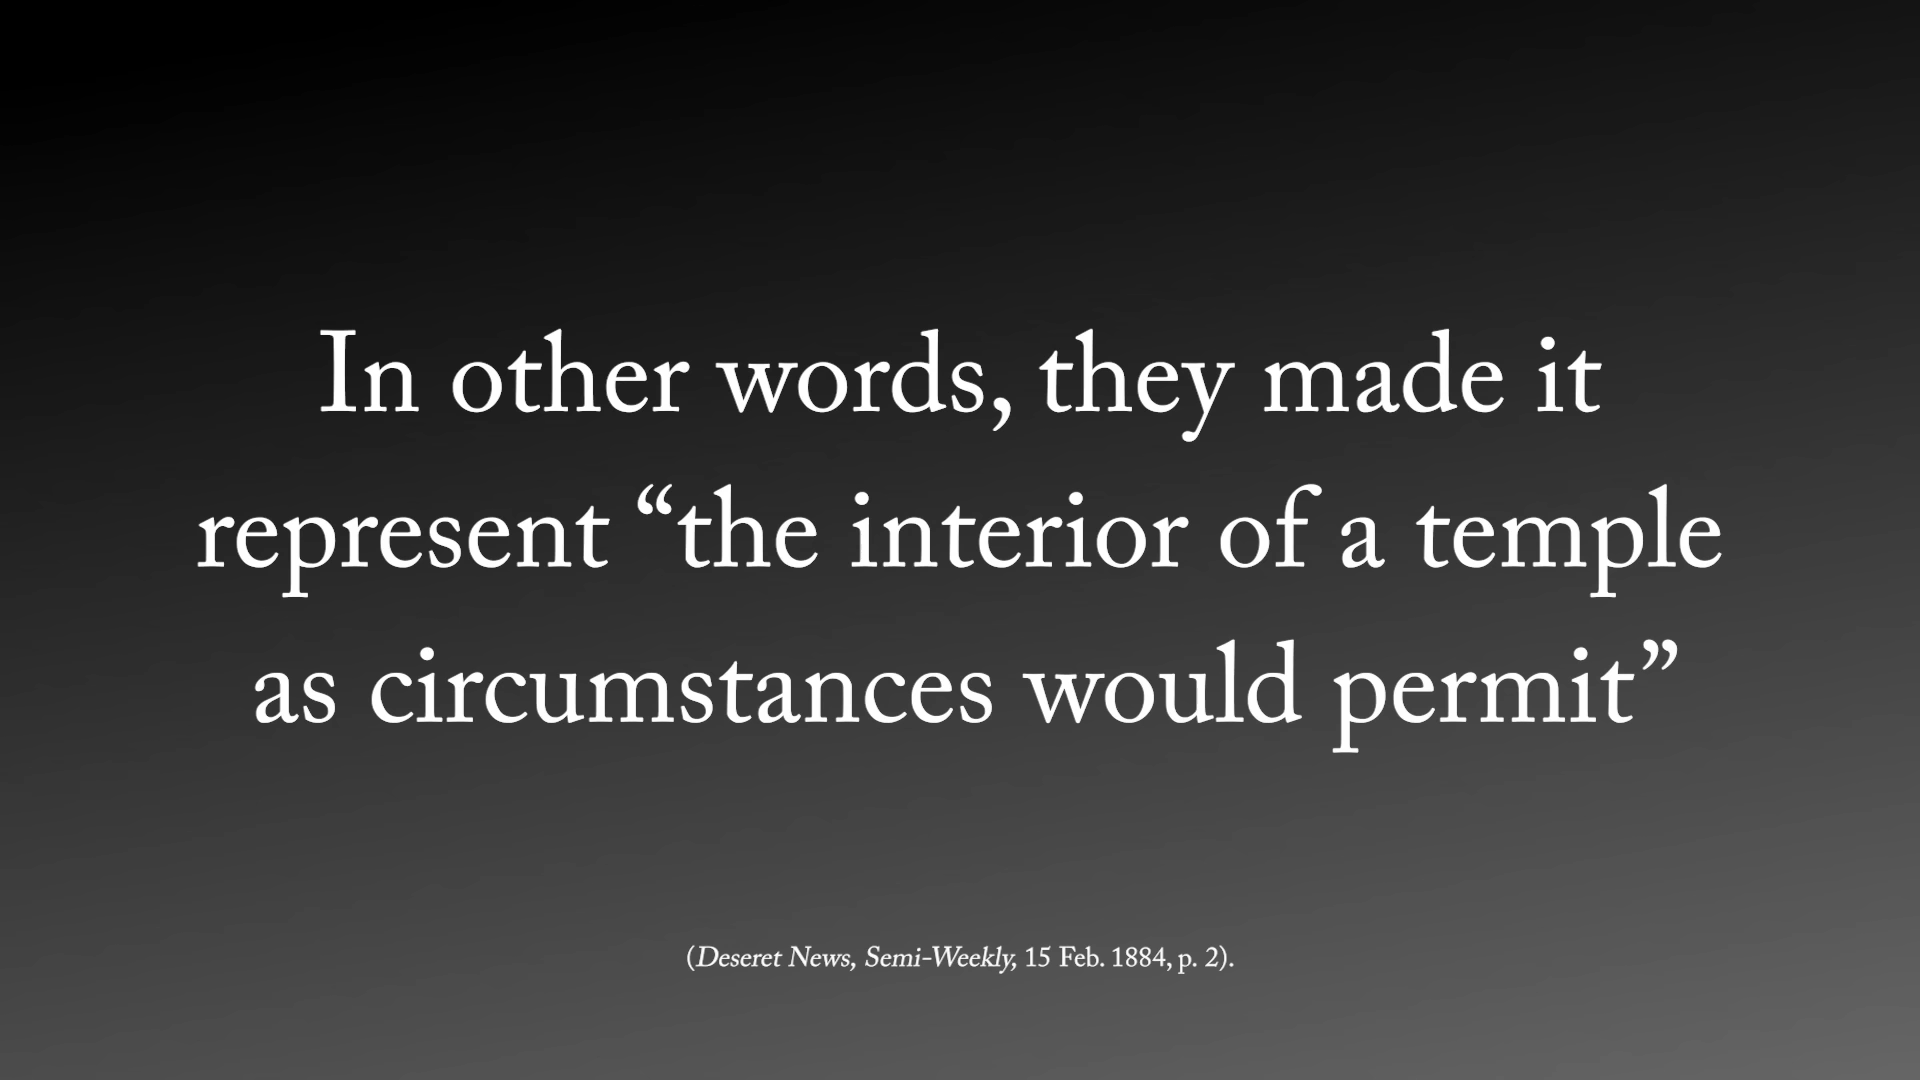 In other words, they made it
represent “the interior of a temple
as circumstances would permit”
(Deseret News, Semi-Weekly, 15 Feb. 1884, p. 2).